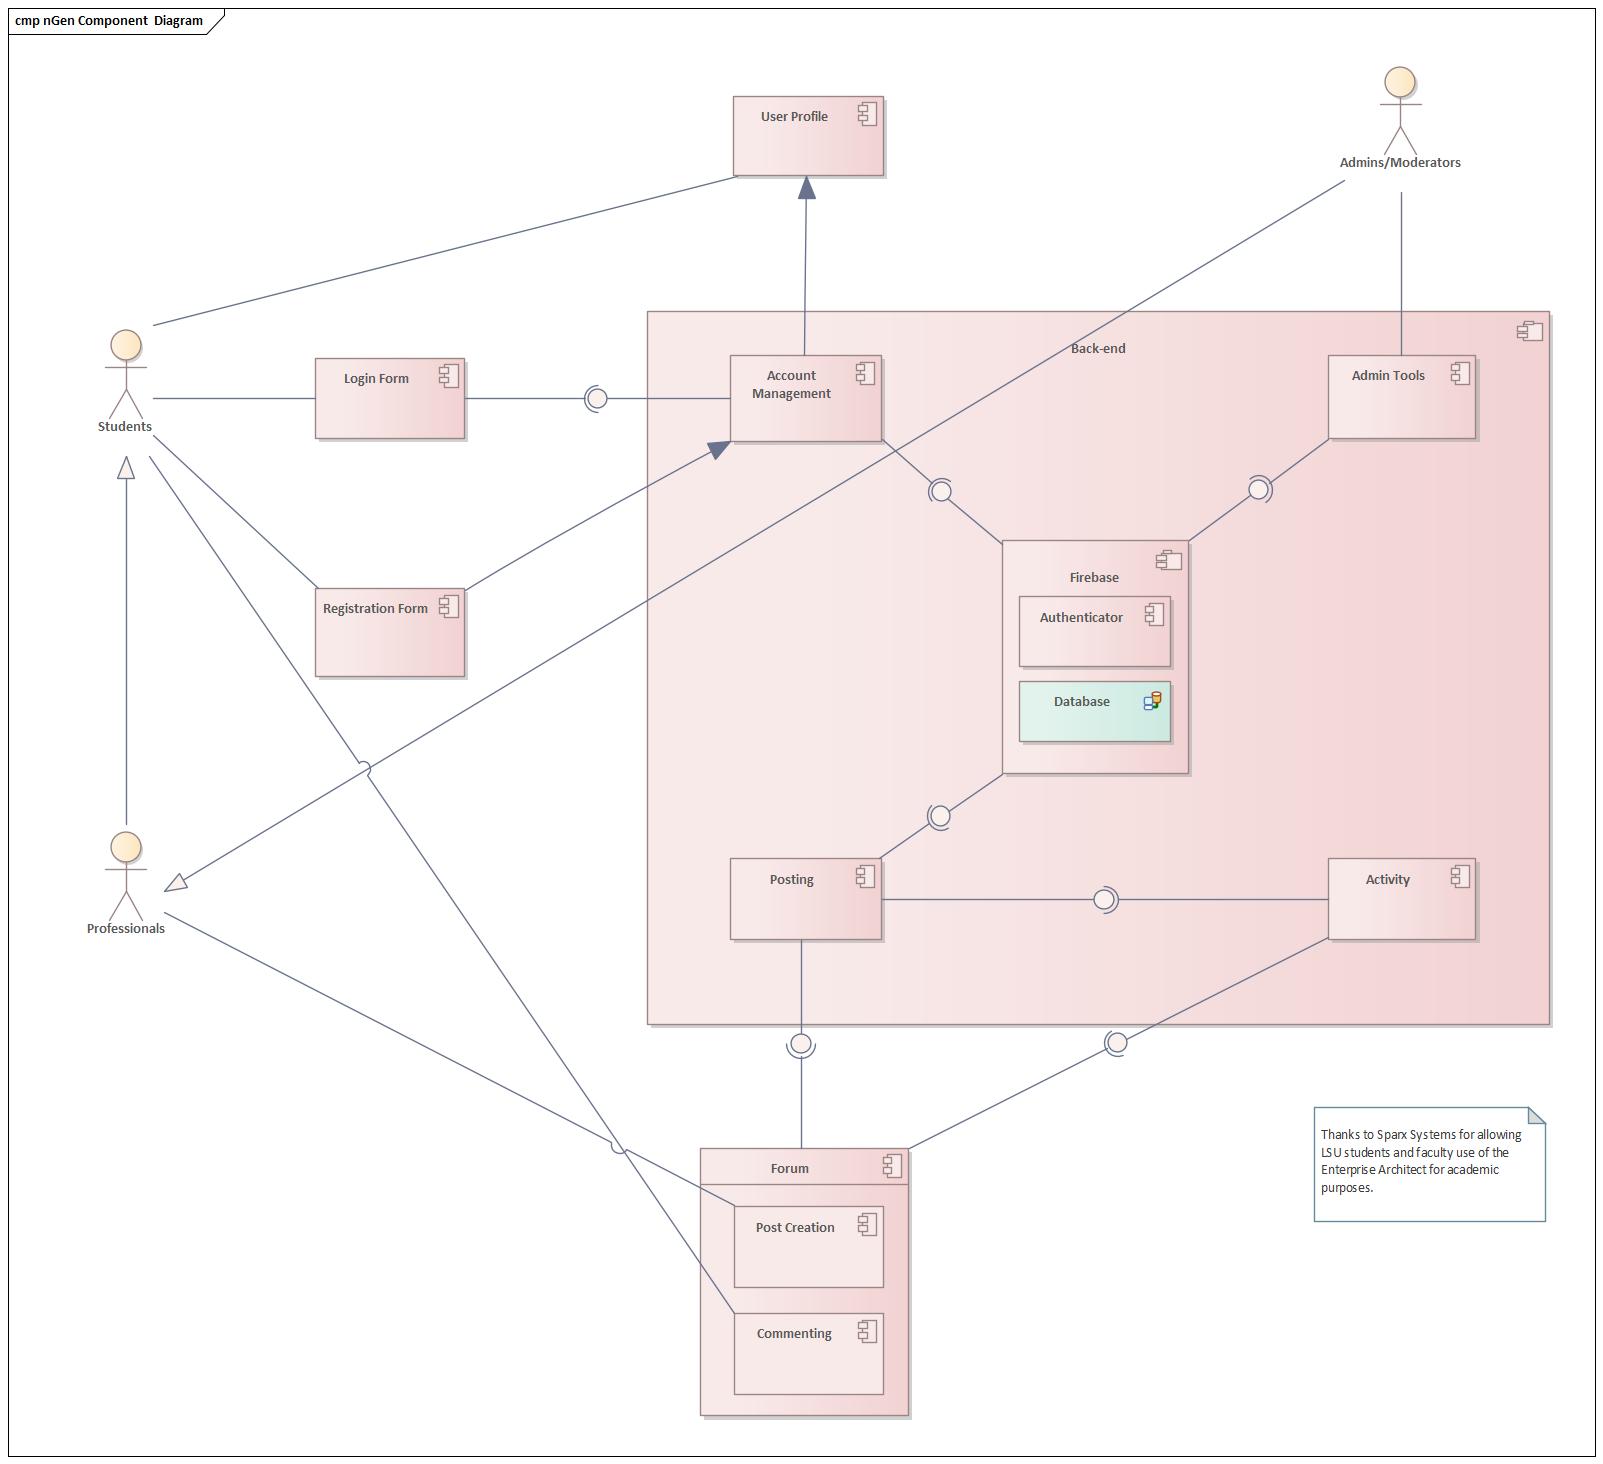 cmp nGen Component Diagram
User Profile
Admins/Moderators
Back-end
Login Form
Account
Management
Admin Tools
Students
Firebase
Registration Form
Authenticator
Database
Posting
Activity
Professionals
Thanks to Sparx Systems for allowing
LSU students and faculty use of the
Enterprise Architect for academic
purposes.
Forum
Post Creation
Commenting